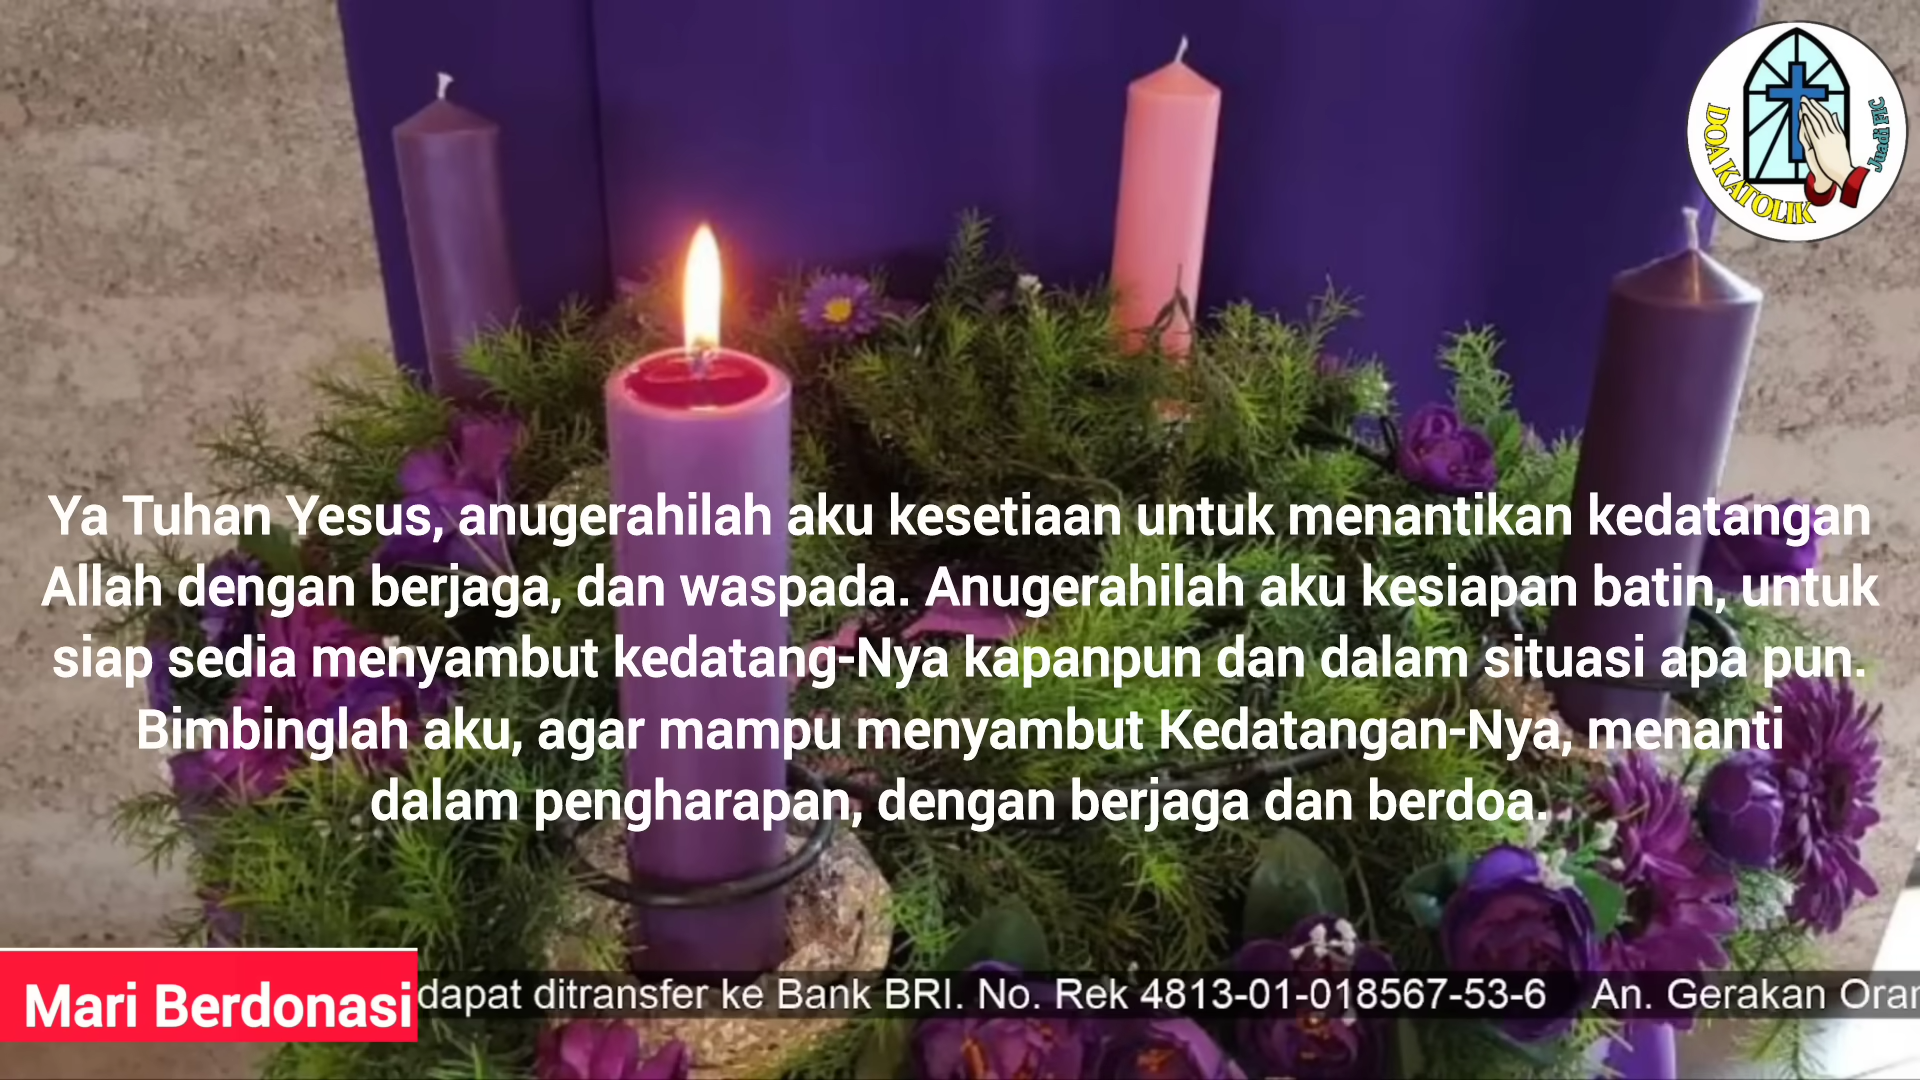 DOA KATOLIK
Juadi FIC
Ya Tuhan Yesus, anugerahilah aku kesetiaan untuk menantikan kedatangan
Allah dengan berjaga, dan waspada. Anugerahilah aku kesiapan batin, untuk
siap sedia menyambut kedatang-Nya kapanpun dan dalam situasi apa pun.
Bimbinglah aku, agar mampu menyambut Kedatangan-Nya, menanti
dalam pengharapan, dengan berjaga dan berdoa.
Mari Berdonasi
dapat ditransfer ke Bank BRI. No. Rek 4813-01-018567-53-6 An. Gerakan